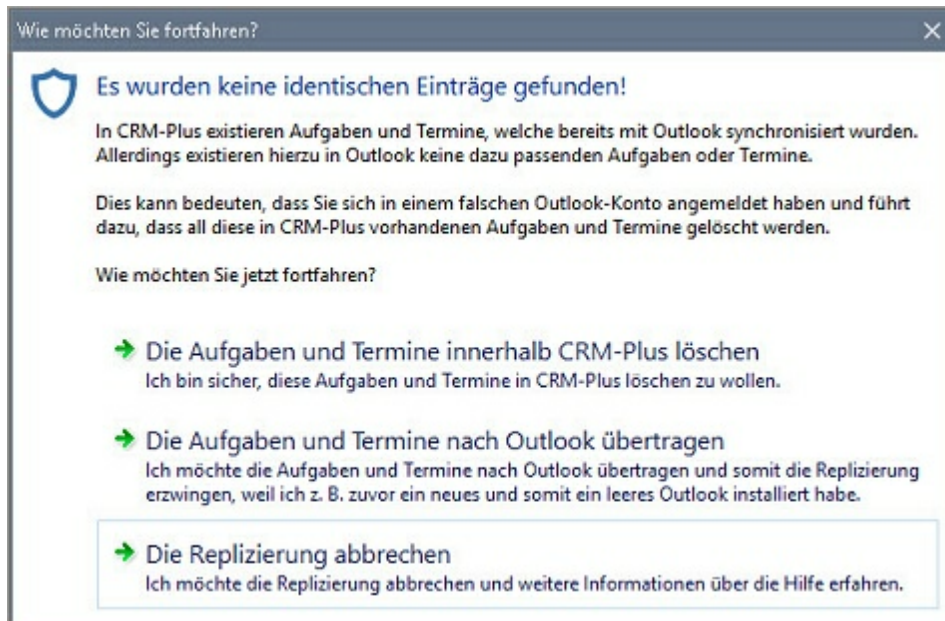 Wie möchten Sie fortfahren?
Es wurden keine identischen Einträge gefunden!
In CRM-Plus existieren Aufgaben und Termine, welche bereits mit Outlook synchronisiert wurden.
Allerdings existieren hierzu in Outlook keine dazu passenden Aufgaben oder Termine.
Dies kann bedeuten, dass Sie sich in einem falschen Outlook-Konto angemeldet haben und führt
dazu, dass all diese in CRM-Plus vorhandenen Aufgaben und Termine gelöscht werden.
Wie möchten Sie jetzt fortfahren?
Die Aufgaben und Termine innerhalb CRM-Plus löschen
Ich bin sicher, diese Aufgaben und Termine in CRM-Plus löschen zu wollen.
Die Aufgaben und Termine nach Outlook übertragen
Ich möchte die Aufgaben und Termine nach Outlook übertragen und somit die Replizierung
erzwingen, weil ich z. B. zuvor ein neues und somit ein leeres Outlook installiert habe.
Die Replizierung abbrechen
Ich möchte die Replizierung abbrechen und weitere Informationen über die Hilfe erfahren.